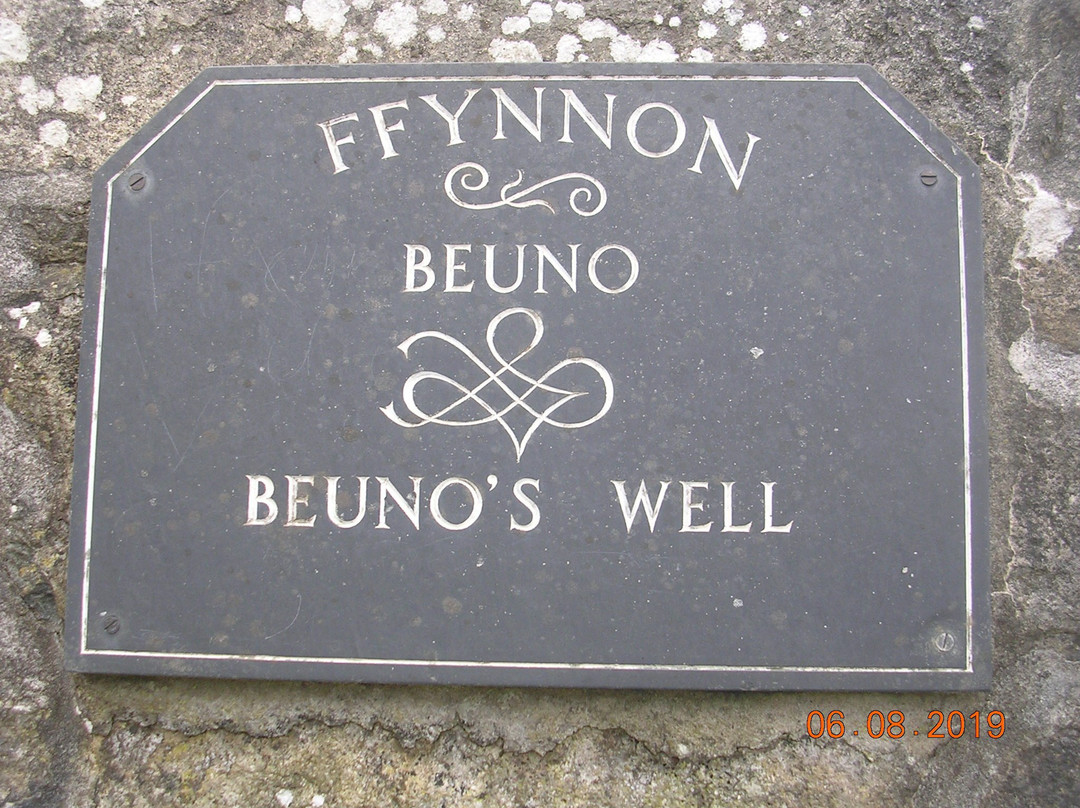 FFYNNON
BEUNO
BEUNO'S WELL
06.08.2019